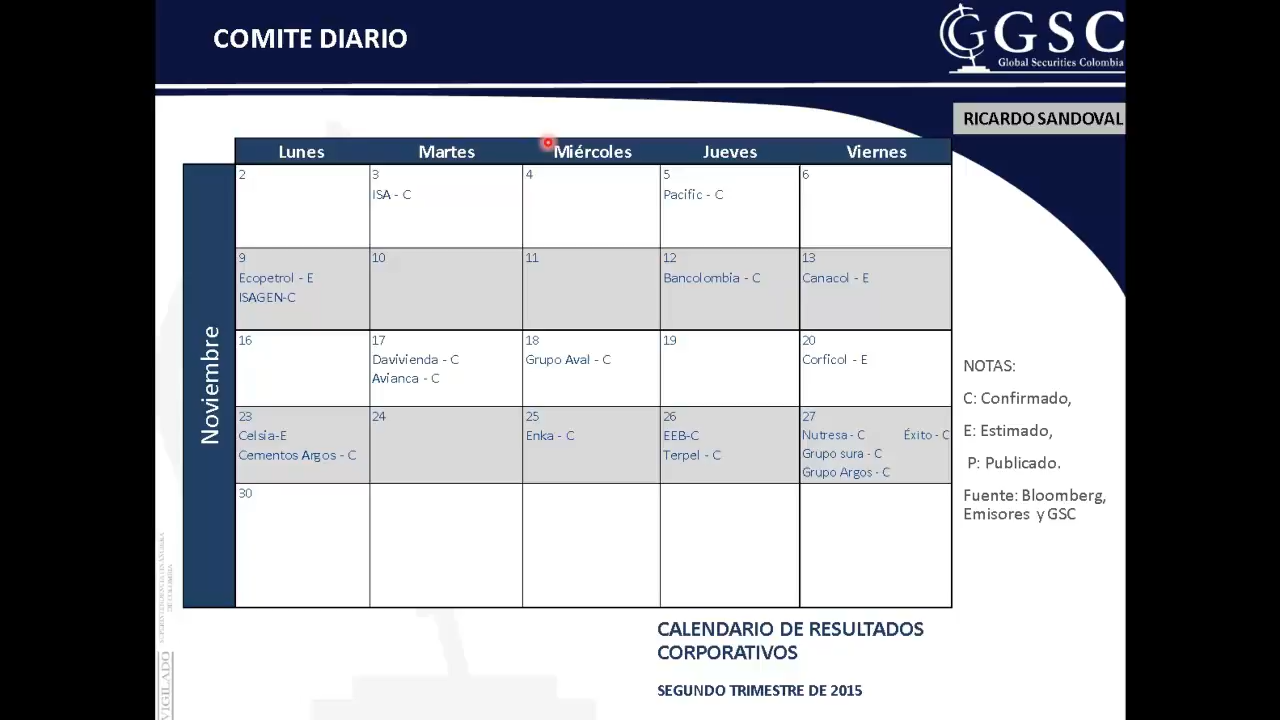 COMITE DIARIO
GGSC
Global Securities Colombia
RICARDO SANDOVAL
Lunes Martes Miércoles Jueves Viernes
Noviembre
2 3 4 5 6
ISA - C Pacific - C
9 10 11 12 13
Ecopetrol - E Bancolombia - C Canacol - E
ISAGEN-C
16 17 18 19 20
Davivienda - C Grupo Aval - C Corficol - E
Avianca - C
23 24 25 26 27
Celsía-E Enka - C EEB-C Nutresa - C Éxito - C
Cementos Argos - C Terpel - C Grupo sura - C
Grupo Argos - C
30
NOTAS:
C: Confirmado,
E: Estimado,
P: Publicado.
Fuente: Bloomberg,
Emisores y GSC
CALENDARIO DE RESULTADOS
CORPORATIVOS
SEGUNDO TRIMESTRE DE 2015
VIGILADO